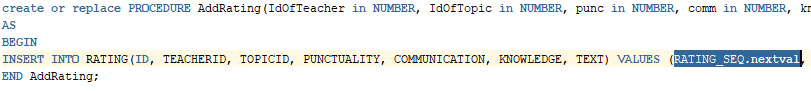 create or replace PROCEDURE AddRating(IdOfTeacher in NUMBER, IdOfTopic in NUMBER, punc in NUMBER, comm in NUMBER, kn
AS
BEGIN
INSERT INTO RATING(ID, TEACHERID, TOPICID, PUNCTUALITY, COMMUNICATION, KNOWLEDGE, TEXT) VALUES (RATING_SEQ.nextval,
END AddRating;